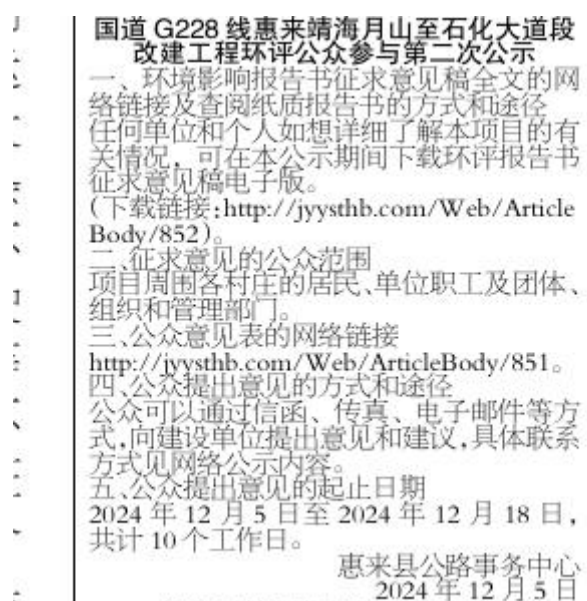 国道 G228 线惠来靖海月山至石化大道段
改建工程环评公众参与第二次公示
一、环境影响报告书征求意见稿全文的网
络链接及查阅纸质报告书的方式和途径
任何单位和个人如想详细了解本项目的有
关情况，可在本公示期间下载环评报告书
征求意见稿电子版。
(下载链接:http://jyysthb.com/Web/Article
Body/852)。
二、征求意见的公众范围
项目周围各村庄的居民、单位职工及团体、
组织和管理部门。
三、公众意见表的网络链接
http://jyysthb.com/Web/ArticleBody/851。
四、公众提出意见的方式和途径
公众可以通过信函、传真、电子邮件等方
式,向建设单位提出意见和建议,具体联系
方式见网络公示内容。
五、公众提出意见的起止日期
2024 年 12 月 5 日至 2024 年 12 月 18 日，
共计 10 个工作日。
惠来县公路事务中心
2024 年 12 月 5 日